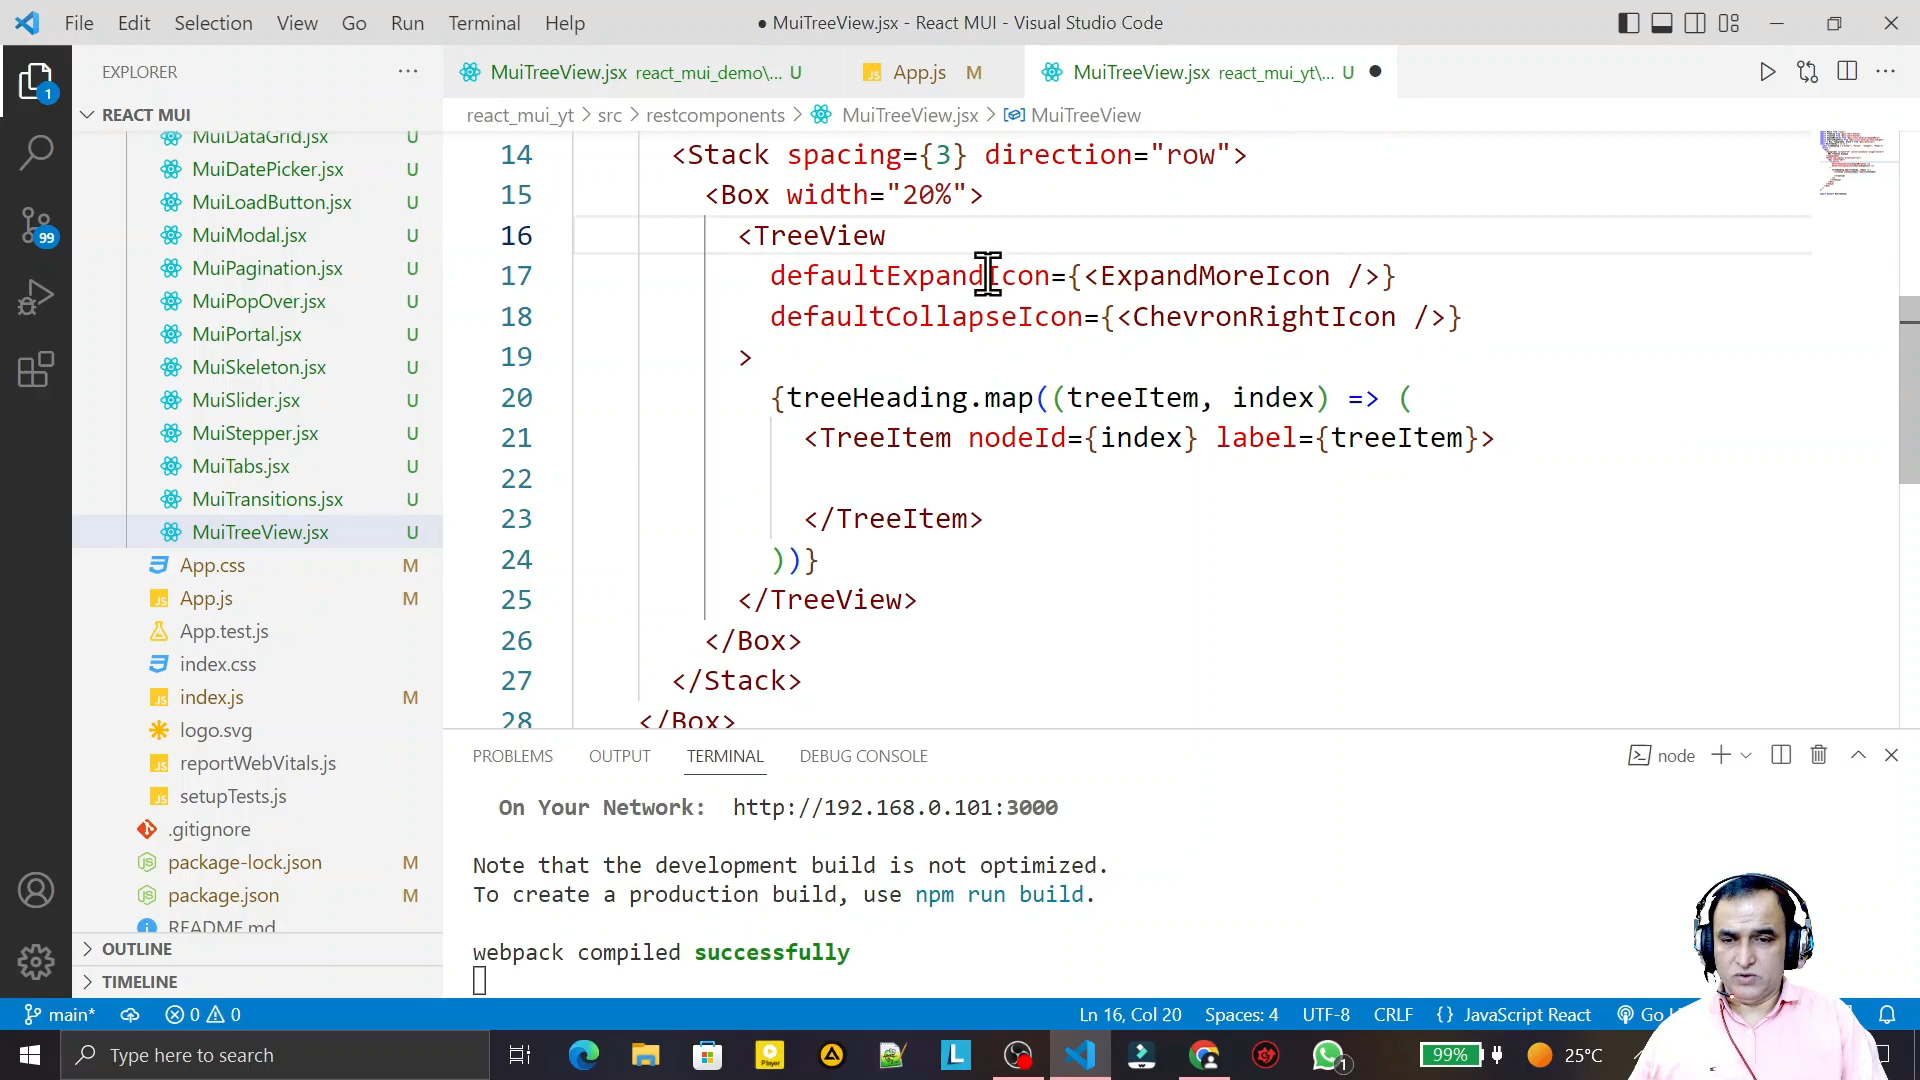 File Edit Selection View Go Run Terminal Help
● MuiTreeView.jsx - React MUI - Visual Studio Code
EXPLORER
MuiTreeView.jsx react_mui_demo\... U
App.js M
MuiTreeView.jsx react_mui_yt\... U
REACT MUI
react_mui_yt > src > restcomponents > MuiTreeView.jsx > MuiTreeView
MuiDataGrid.jsx U
MuiDatePicker.jsx U
MuiLoadButton.jsx U
MuiModal.jsx U
MuiPagination.jsx U
MuiPopOver.jsx U
MuiPortal.jsx U
MuiSkeleton.jsx U
MuiSlider.jsx U
MuiStepper.jsx U
MuiTabs.jsx U
MuiTransitions.jsx U
MuiTreeView.jsx U
App.css M
App.js M
App.test.js
index.css
index.js M
logo.svg
reportWebVitals.js
setupTests.js
.gitignore
package-lock.json M
package.json M
README.md
OUTLINE
TIMELINE
1
99
14 <Stack spacing={3} direction="row">
15 <Box width="20%">
16 <TreeView
17 defaultExpandIcon={<ExpandMoreIcon />}
18 defaultCollapseIcon={<ChevronRightIcon />}
19 >
20 {treeHeading.map((treeItem, index) => (
21 <TreeItem nodeId={index} label={treeItem}>
22
23 </TreeItem>
24 ))}
25 </TreeView>
26 </Box>
27 </Stack>
28 </Box>
PROBLEMS OUTPUT TERMINAL DEBUG CONSOLE
node
On Your Network: http://192.168.0.101:3000
Note that the development build is not optimized.
To create a production build, use npm run build.
webpack compiled successfully
main* 0 0
Ln 16, Col 20 Spaces: 4 UTF-8 CRLF {} JavaScript React Go
Type here to search
Player
L
1
99%
25°C